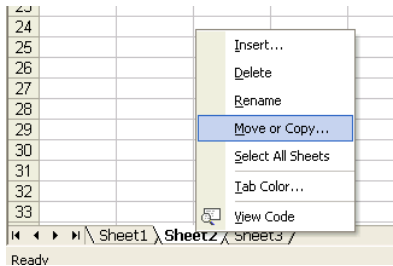 23
24
25
26
27
28
29
30
31
32
33
Insert...
Delete
Rename
Move or Copy...
Select All Sheets
Tab Color...
View Code
Sheet1 Sheet2 Sheet3
Ready